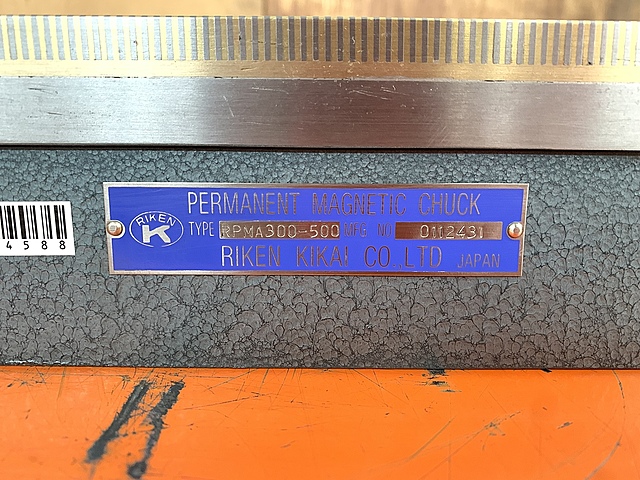 PERMANENT MAGNETIC CHUCK
RIKEN
K
TYPE RPMA300-500 MFG NO 0112431
RIKEN KIKAI CO.,LTD JAPAN
4588